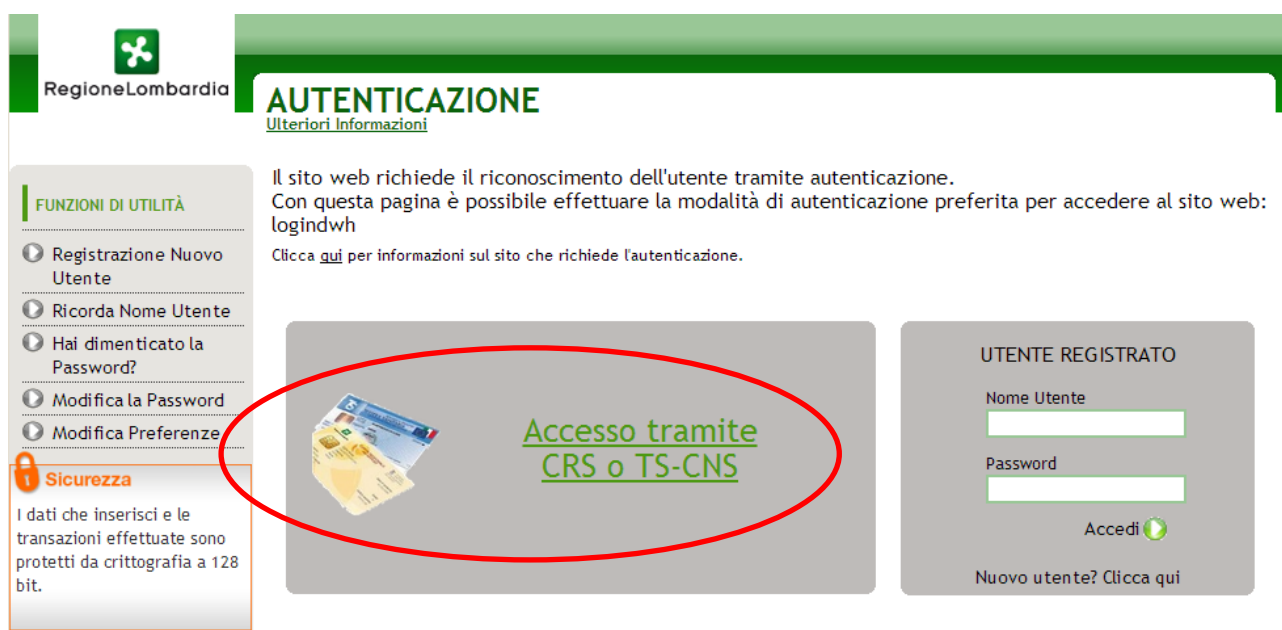 RegioneLombardia
AUTENTICAZIONE
Ulteriori Informazioni
Il sito web richiede il riconoscimento dell'utente tramite autenticazione.
Con questa pagina è possibile effettuare la modalità di autenticazione preferita per accedere al sito web:
logindwh
Clicca qui per informazioni sul sito che richiede l'autenticazione.
FUNZIONI DI UTILITÀ
Registrazione Nuovo
Utente
Ricorda Nome Utente
Hai dimenticato la
Password?
Modifica la Password
Modifica Preferenze
Sicurezza
I dati che inserisci e le
transazioni effettuate sono
protetti da crittografia a 128
bit.
Accesso tramite
CRS o TS-CNS
UTENTE REGISTRATO
Nome Utente
Password
Accedi
Nuovo utente? Clicca qui